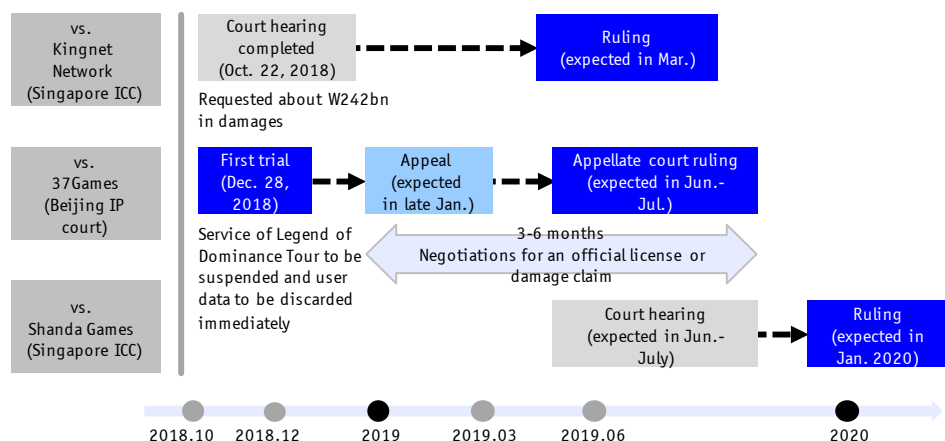 vs.
Kingnet
Network
(Singapore ICC)
Court hearing
completed
(Oct. 22, 2018)
Ruling
(expected in Mar.)
Requested about W242bn
in damages
vs.
37Games
(Beijing IP
court)
First trial
(Dec. 28,
2018)
Appeal
(expected
in late Jan.)
Appellate court ruling
(expected in Jun.-
Jul.)
Service of Legend of
Dominance Tour to be
suspended and user
data to be discarded
immediately
3-6 months
Negotiations for an official license or
damage claim
vs.
Shanda Games
(Singapore ICC)
Court hearing
(expected in Jun.-
July)
Ruling
(expected in
Jan. 2020)
2018.10
2018.12
2019
2019.03
2019.06
2020